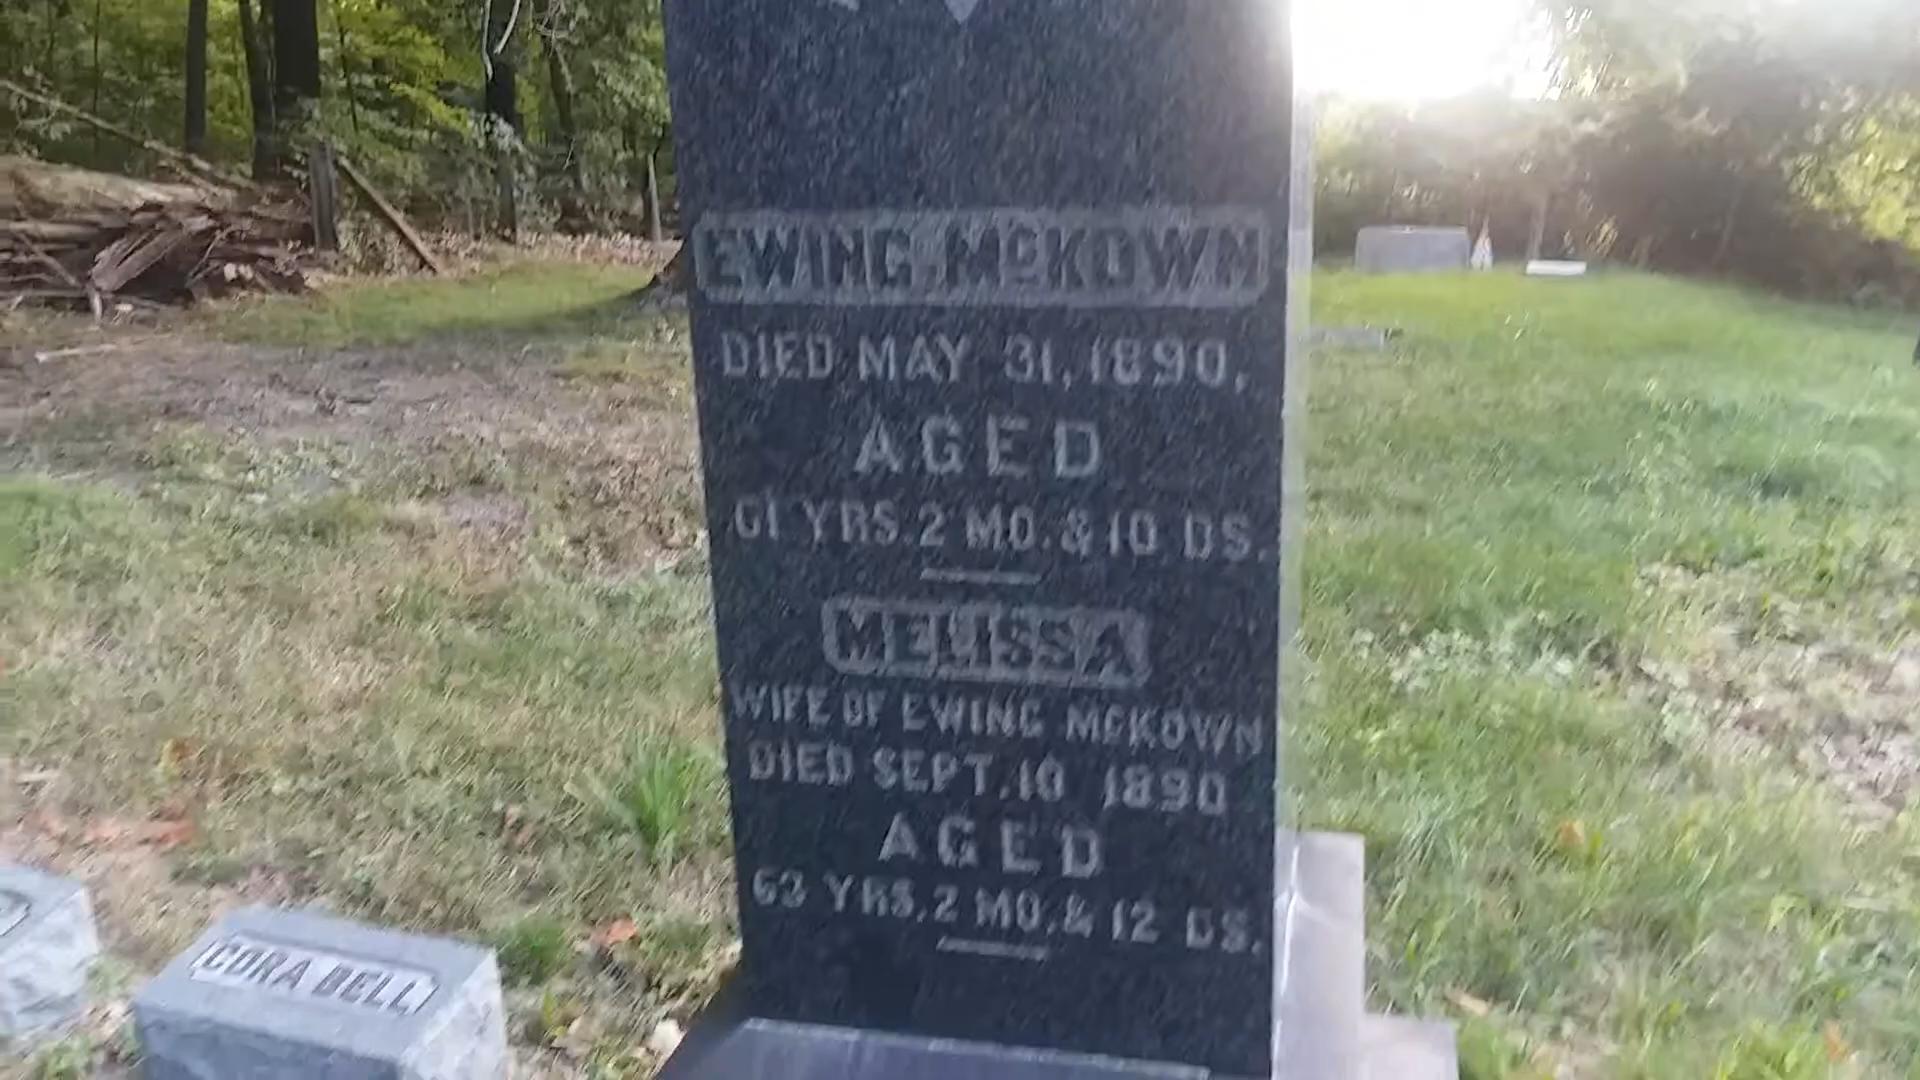 EWING McKOWN
DIED MAY 31, 1890,
AGED
61 YRS. 2 MO. & 10 DS.
MELISSA
WIFE OF EWING McKOWN
DIED SEPT. 10 1890
AGED
63 YRS. 2 MO. & 12 DS.
CORA BELL